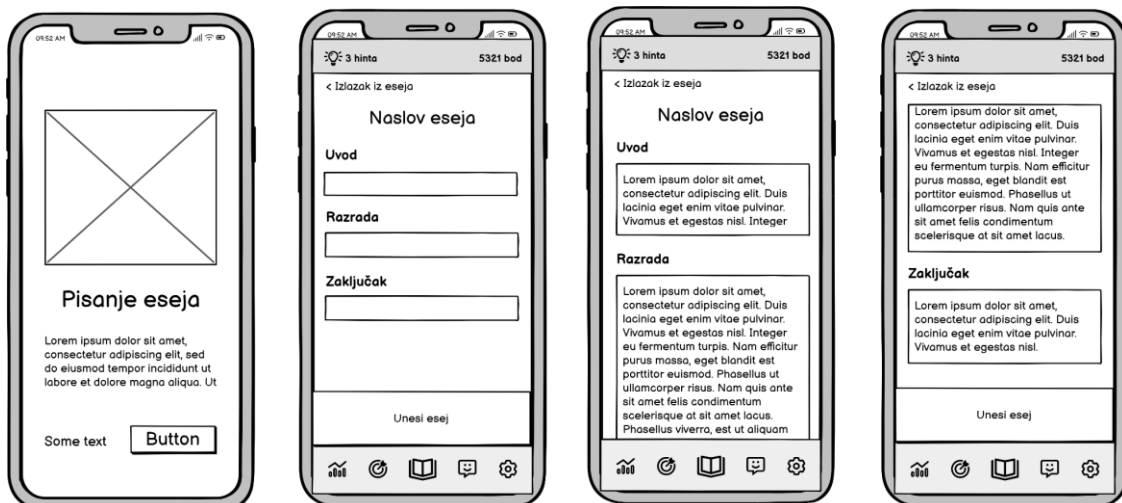 09:52 AM
Pisanje eseja
Lorem ipsum dolor sit amet,
consectetur adipiscing elit, sed
do eiusmod tempor incididunt ut
labore et dolore magna aliqua. Ut
Some text
Button
09:52 AM
3 hinta
5321 bod
< Izlazak iz eseja
Naslov eseja
Uvod
Razrada
Zaključak
Unesi esej
09:52 AM
3 hinta
5321 bod
< Izlazak iz eseja
Naslov eseja
Uvod
Lorem ipsum dolor sit amet,
consectetur adipiscing elit. Duis
lacinia eget enim vitae pulvinar.
Vivamus et egestas nisl. Integer
Razrada
Lorem ipsum dolor sit amet,
consectetur adipiscing elit. Duis
lacinia eget enim vitae pulvinar.
Vivamus et egestas nisl. Integer
eu fermentum turpis. Nam efficitur
purus massa, eget blandit est
porttitor euismod. Phasellus ut
ullamcorper risus. Nam quis ante
sit amet felis condimentum
scelerisque at sit amet lacus.
Phasellus viverra, est ut aliquam
09:52 AM
3 hinta
5321 bod
< Izlazak iz eseja
Lorem ipsum dolor sit amet,
consectetur adipiscing elit. Duis
lacinia eget enim vitae pulvinar.
Vivamus et egestas nisl. Integer
eu fermentum turpis. Nam efficitur
purus massa, eget blandit est
porttitor euismod. Phasellus ut
ullamcorper risus. Nam quis ante
sit amet felis condimentum
scelerisque at sit amet lacus.
Zaključak
Lorem ipsum dolor sit amet,
consectetur adipiscing elit. Duis
lacinia eget enim vitae pulvinar.
Vivamus et egestas nisl.
Unesi esej